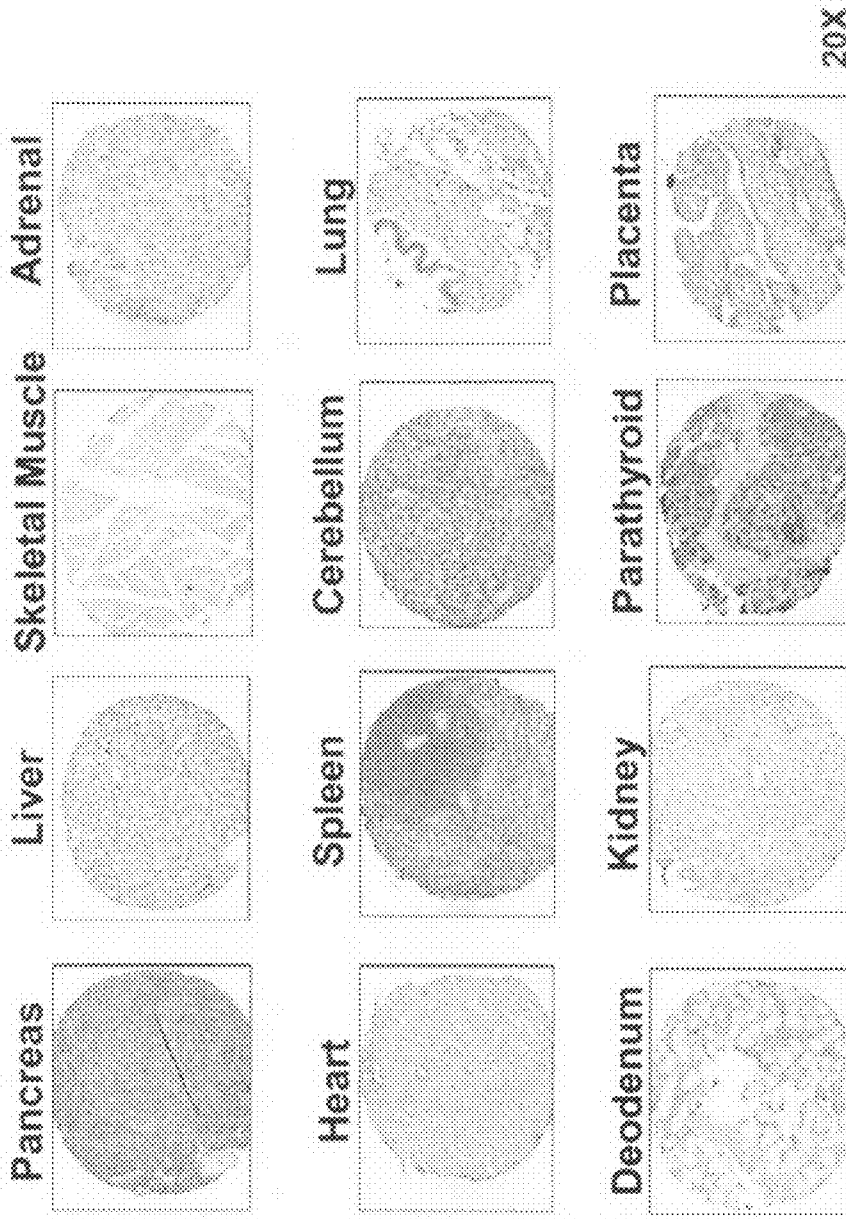 Pancreas Liver Skeletal Muscle Adrenal
Heart Spleen Cerebellum Lung
Deodenum Kidney Parathyroid Placenta
20X